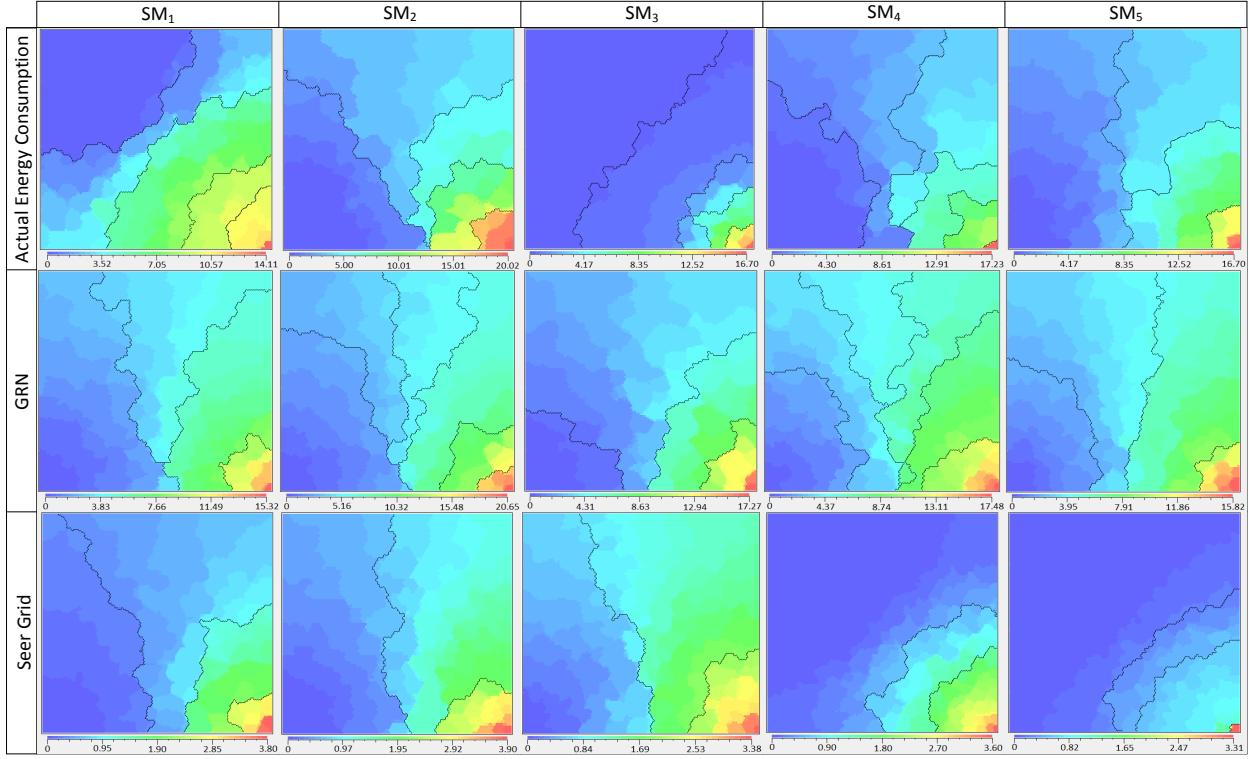 SM1 SM2 SM3 SM4 SM5
Actual Energy Consumption
0 3.52 7.05 10.57 14.11
0 5.00 10.01 15.01 20.02
0 4.17 8.35 12.52 16.70
0 4.30 8.61 12.91 17.23
0 4.17 8.35 12.52 16.70
GRN
0 3.83 7.66 11.49 15.32
0 5.16 10.32 15.48 20.65
0 4.31 8.63 12.94 17.27
0 4.37 8.74 13.11 17.48
0 3.95 7.91 11.86 15.82
Seer Grid
0 0.95 1.90 2.85 3.80
0 0.97 1.95 2.92 3.90
0 0.84 1.69 2.53 3.38
0 0.90 1.80 2.70 3.60
0 0.82 1.65 2.47 3.31